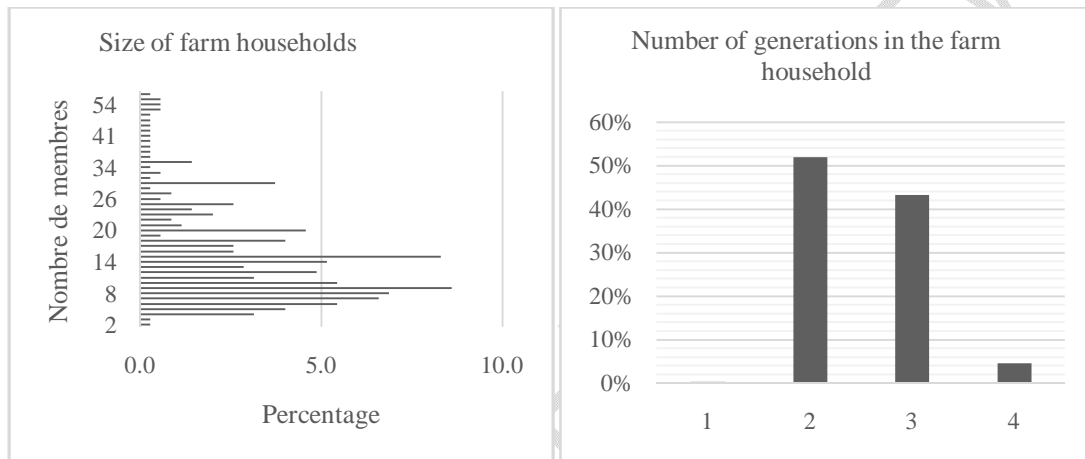 Size of farm households
Nombre de membres
54
41
34
26
20
14
8
2
0.0 5.0 10.0
Percentage
Number of generations in the farm
household
60%
50%
40%
30%
20%
10%
0%
1 2 3 4